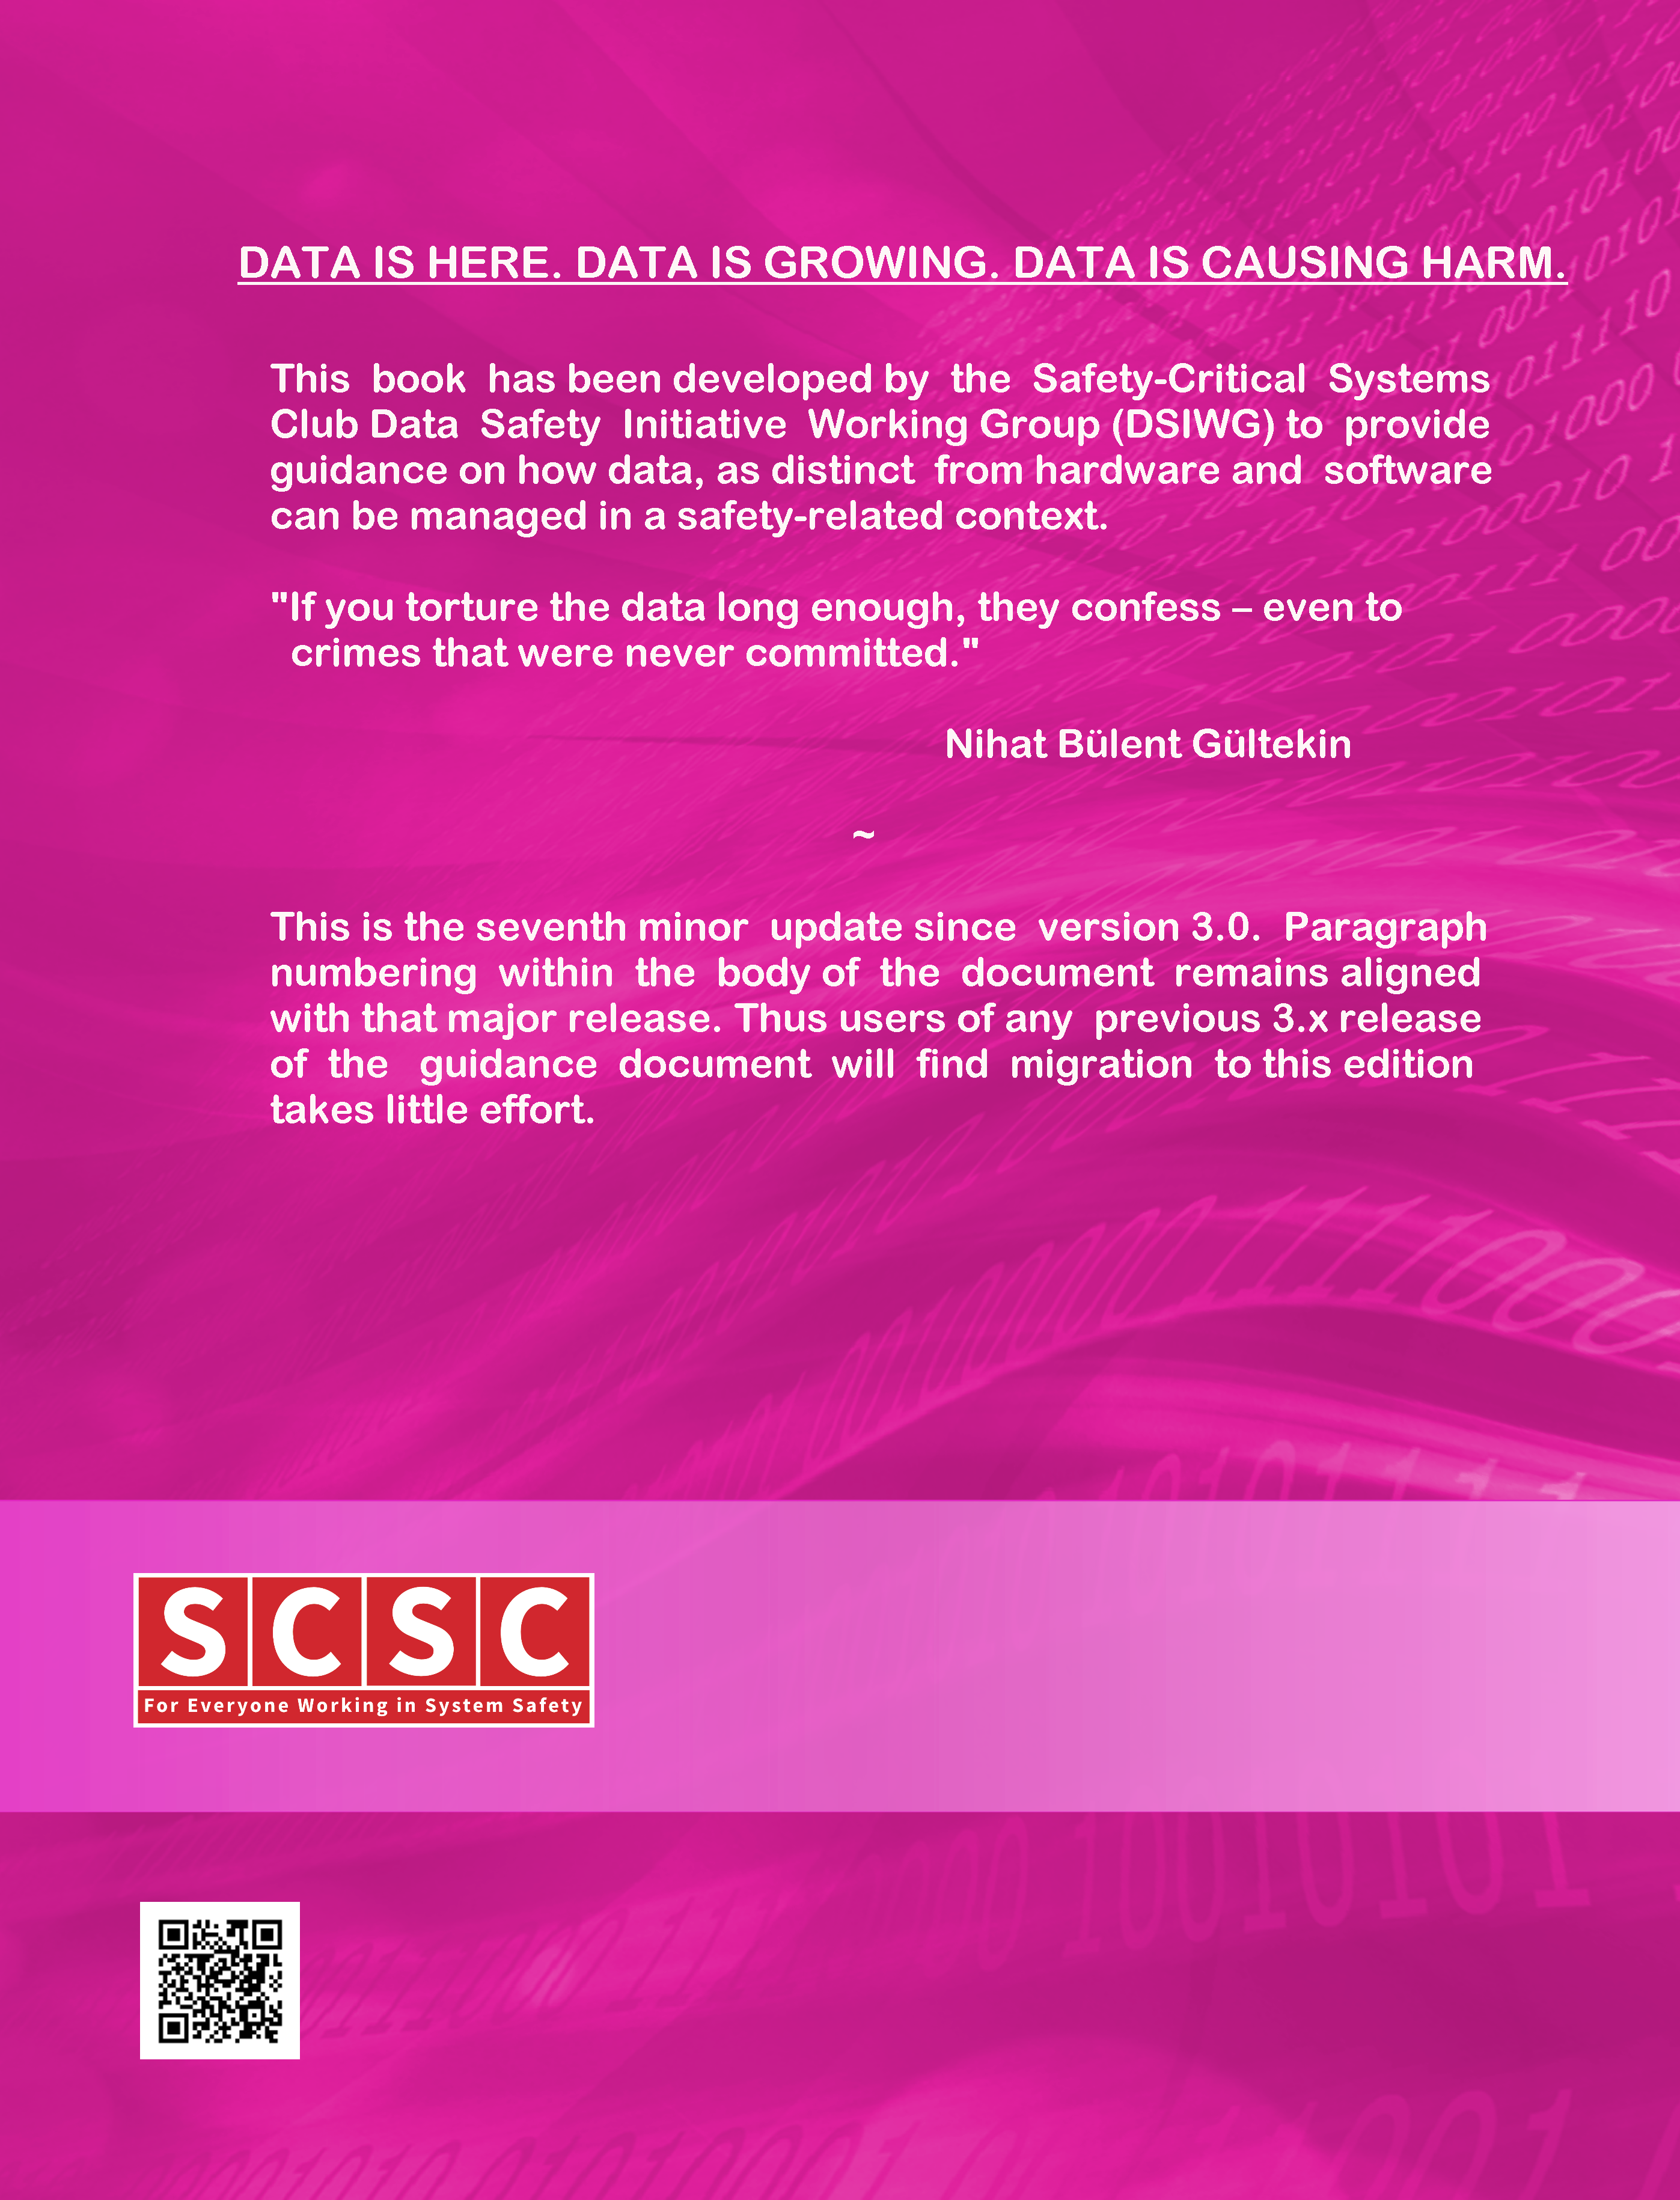 DATA IS HERE. DATA IS GROWING. DATA IS CAUSING HARM.
This book has been developed by the Safety-Critical Systems
Club Data Safety Initiative Working Group (DSIWG) to provide
guidance on how data, as distinct from hardware and software
can be managed in a safety-related context.
"If you torture the data long enough, they confess – even to
crimes that were never committed."
Nihat Bülent Gültekin
~
This is the seventh minor update since version 3.0. Paragraph
numbering within the body of the document remains aligned
with that major release. Thus users of any previous 3.x release
of the guidance document will find migration to this edition
takes little effort.
SCSC
For Everyone Working in System Safety